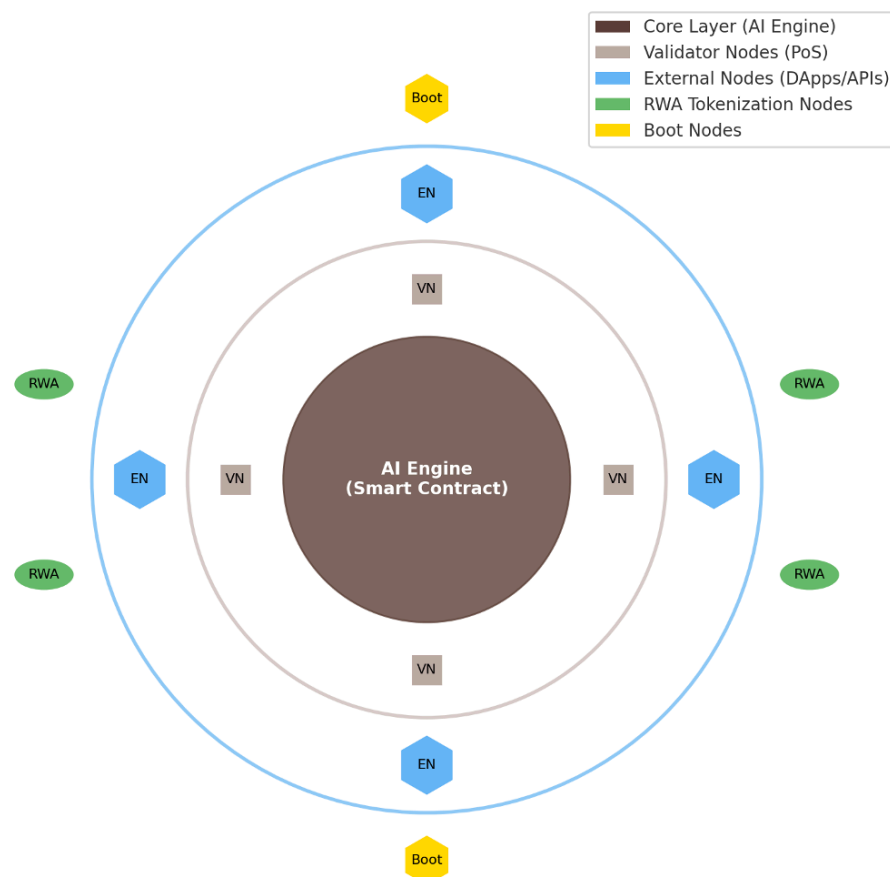 Core Layer (AI Engine)
Validator Nodes (PoS)
External Nodes (DApps/APIs)
RWA Tokenization Nodes
Boot Nodes
Boot
EN
VN
RWA
RWA
AI Engine
(Smart Contract)
EN
VN
VN
EN
RWA
RWA
VN
EN
Boot